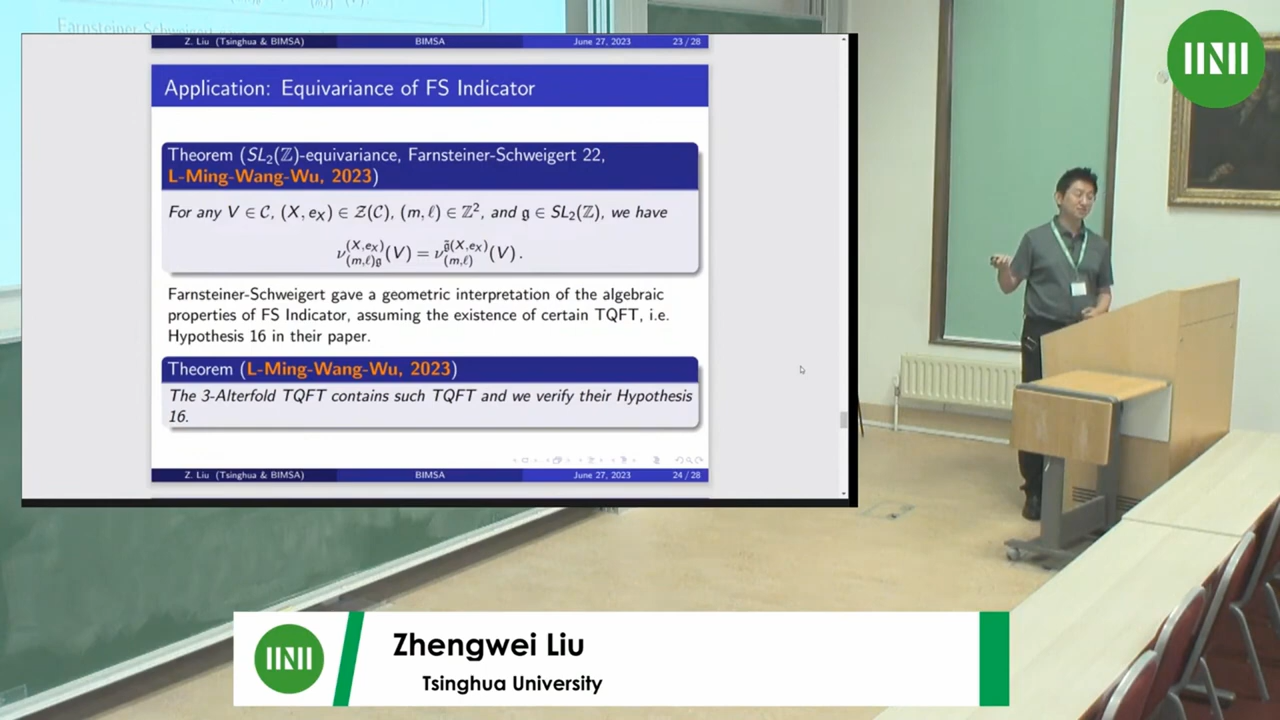 Farnsteiner-Schweigert
Z. Liu (Tsinghua & BIMSA) BIMSA June 27, 2023 23 / 28
Application: Equivariance of FS Indicator
Theorem (SL₂(ℤ)-equivariance, Farnsteiner-Schweigert 22,
L-Ming-Wang-Wu, 2023)
For any V ∈ 𝒞, (X, e_X) ∈ 𝒵(𝒞), (m, ℓ) ∈ ℤ², and 𝔤 ∈ SL₂(ℤ), we have
ν^{(X,e_X)}_{(m,ℓ)𝔤}(V) = ν^{𝔤̃(X,e_X)}_{(m,ℓ)}(V).
Farnsteiner-Schweigert gave a geometric interpretation of the algebraic
properties of FS Indicator, assuming the existence of certain TQFT, i.e.
Hypothesis 16 in their paper.
Theorem (L-Ming-Wang-Wu, 2023)
The 3-Alterfold TQFT contains such TQFT and we verify their Hypothesis
16.
Z. Liu (Tsinghua & BIMSA) BIMSA June 27, 2023 24 / 28
Zhengwei Liu
Tsinghua University